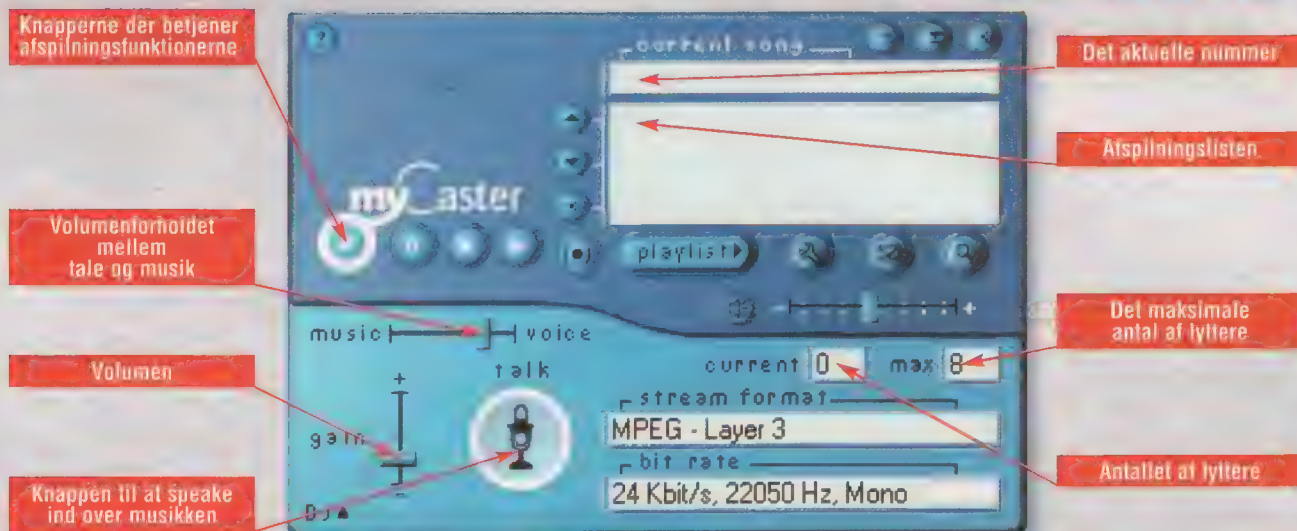 Knapperne der betjener
afspilningsfunktionerne
?
current song
Det aktuelle nummer
Afspilningslisten
myCaster
Volumenforholdet
mellem
tale og musik
playlist
- +
music voice
Det maksimale
antal af lyttere
Volumen
talk
current 0 max 8
+
stream format
MPEG - Layer 3
gain
bit rate
Antallet af lyttere
-
24 Kbit/s, 22050 Hz, Mono
Knappen til at speake
ind over musikken
DJ